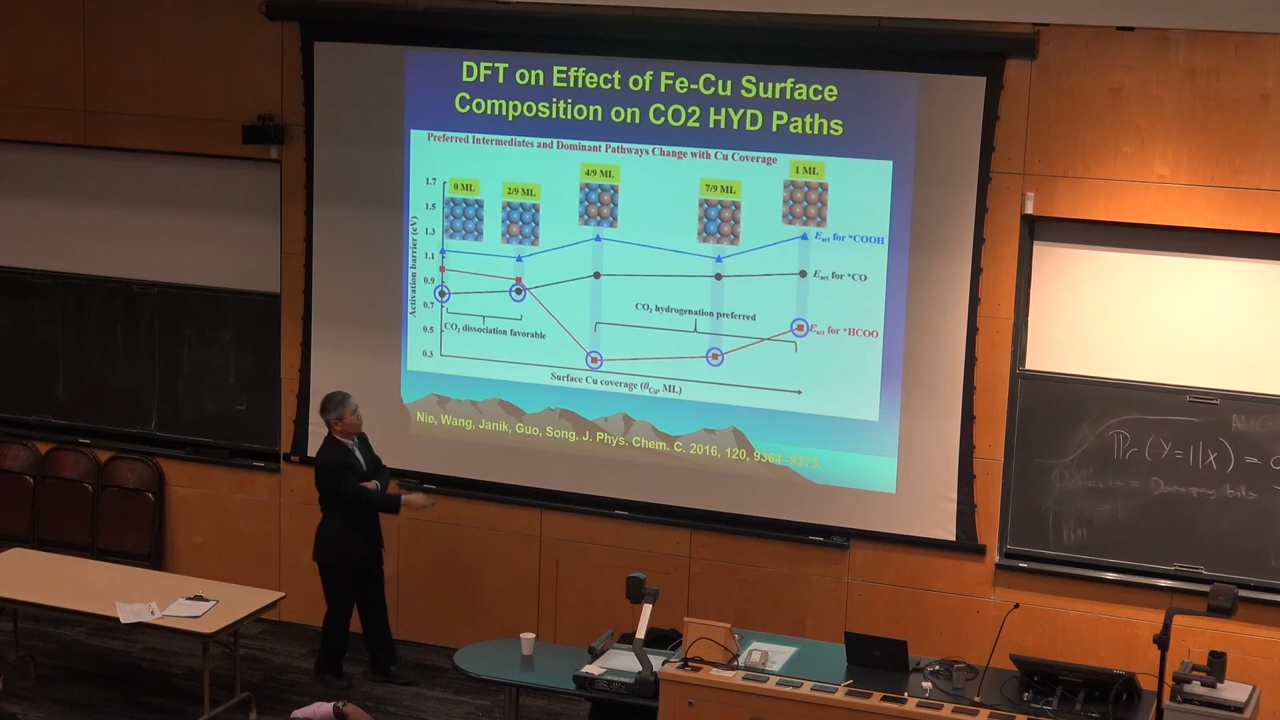 DFT on Effect of Fe-Cu Surface
Composition on CO2 HYD Paths
Preferred Intermediates and Dominant Pathways Change with Cu Coverage
0 ML
2/9 ML
4/9 ML
7/9 ML
1 ML
Activation barrier (eV)
1.7
1.5
1.3
1.1
0.9
0.7
0.5
0.3
Eact for *COOH
Eact for *CO
Eact for *HCOO
CO2 dissociation favorable
CO2 hydrogenation preferred
Surface Cu coverage (θCu, ML)
Nie, Wang, Janik, Guo, Song. J. Phys. Chem. C. 2016, 120, 9364–9373.
Pr(Y=1|X) =